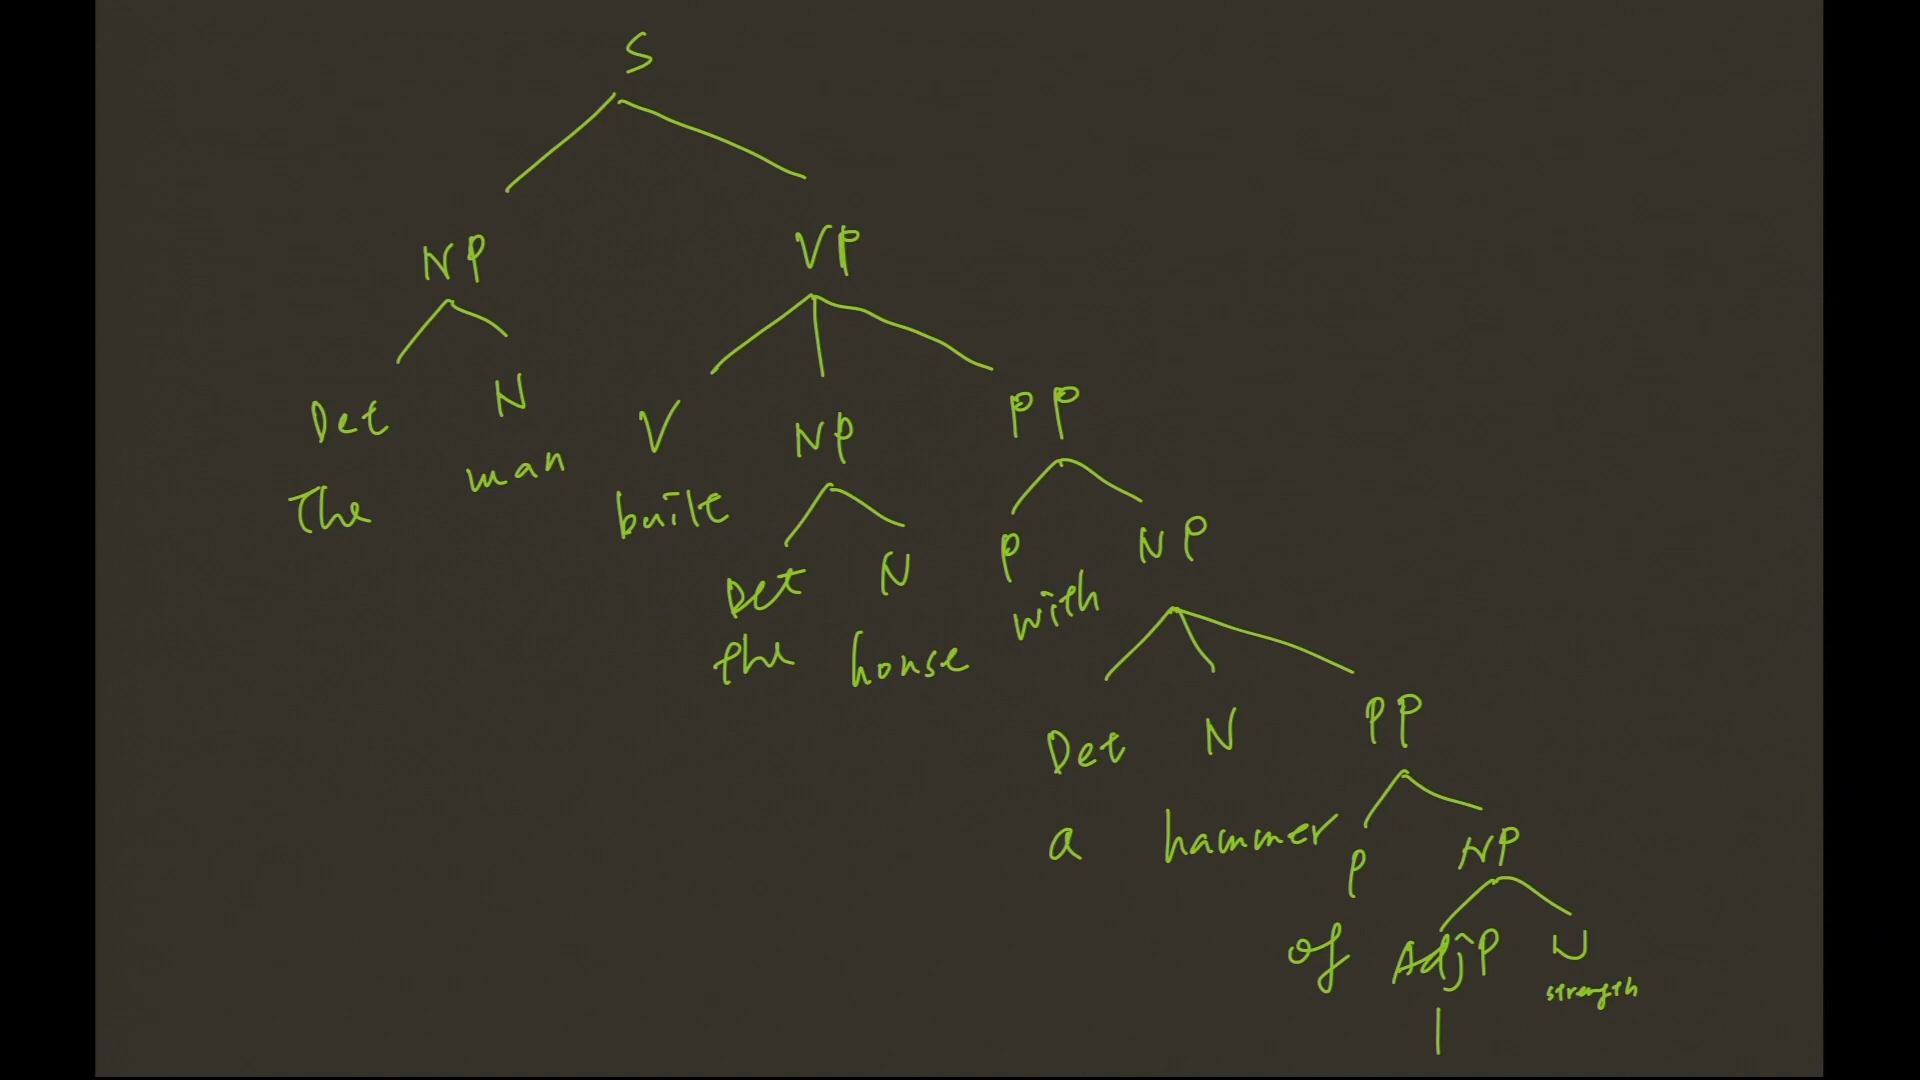 S
NP VP
Det N V NP PP
The man built
Det N P NP
the house with
Det N PP
a hammer P NP
of AdjP N
strength